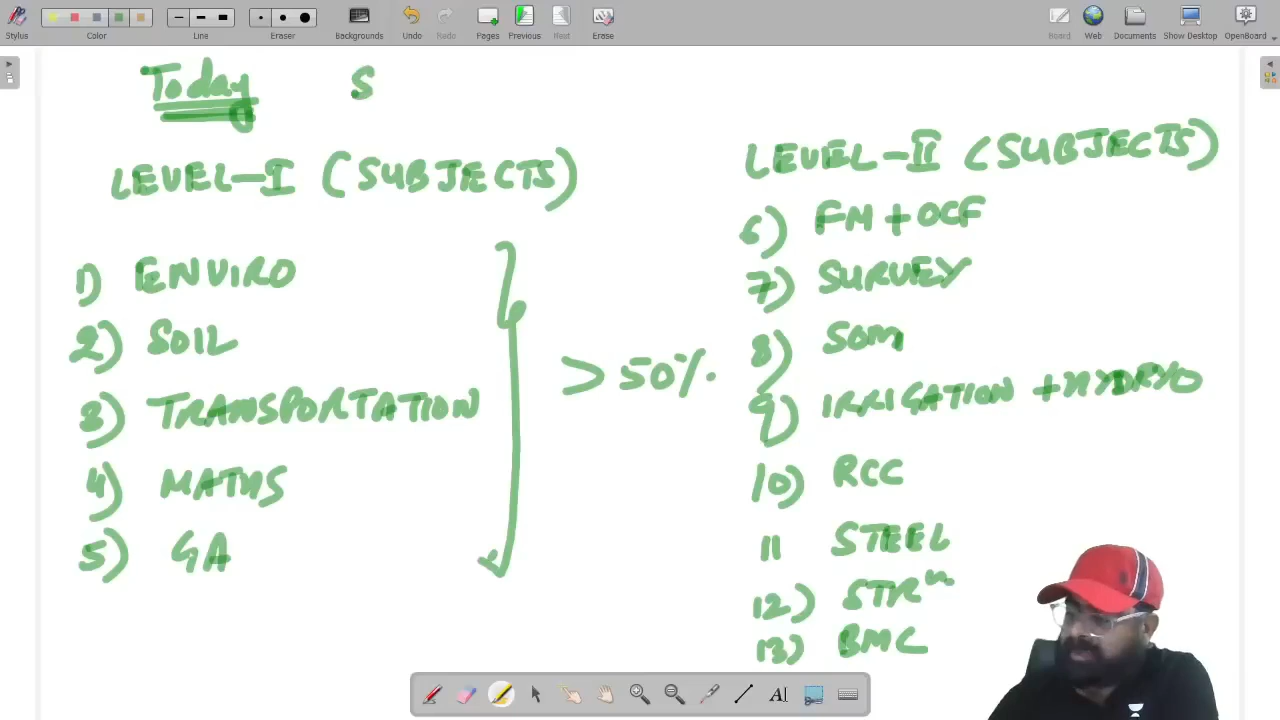 Stylus
Color
Line
Eraser
Backgrounds
Undo
Redo
Pages
Previous
Next
Erase
Board
Web
Documents
Show Desktop
OpenBoard
Today S
LEVEL-I (SUBJECTS)
1) ENVIRO
2) SOIL
3) TRANSPORTATION
4) MATHS
5) GA
> 50%.
LEVEL-II (SUBJECTS)
6) FM + OCF
7) SURVEY
8) SOM
9) IRRIGATION + HYDRO
10) RCC
11 STEEL
12) STRn
13) BMC